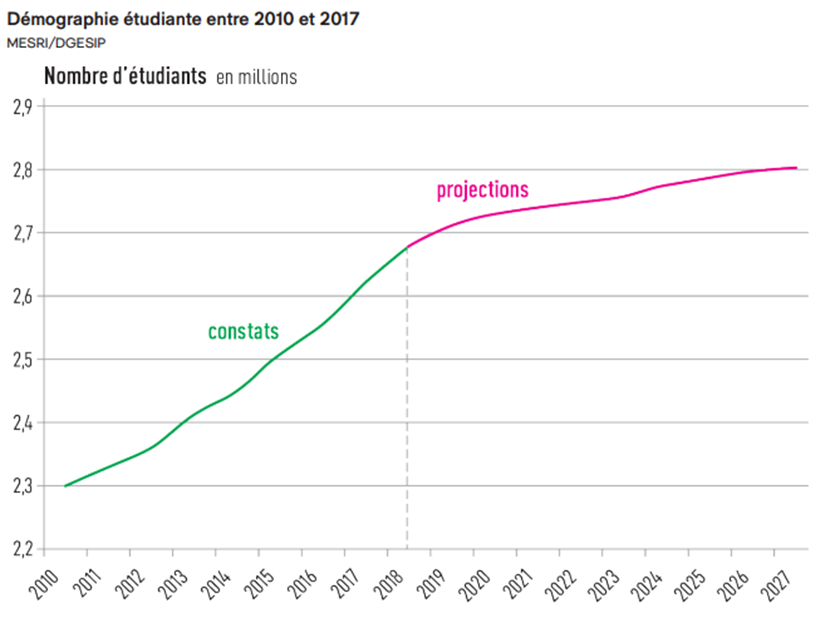 Démographie étudiante entre 2010 et 2017
MESRI/DGESIP
Nombre d'étudiants en millions
2,9
2,8
projections
2,7
2,6
constats
2,5
2,4
2,3
2,2
2010 2011 2012 2013 2014 2015 2016 2017 2018 2019 2020 2021 2022 2023 2024 2025 2026 2027